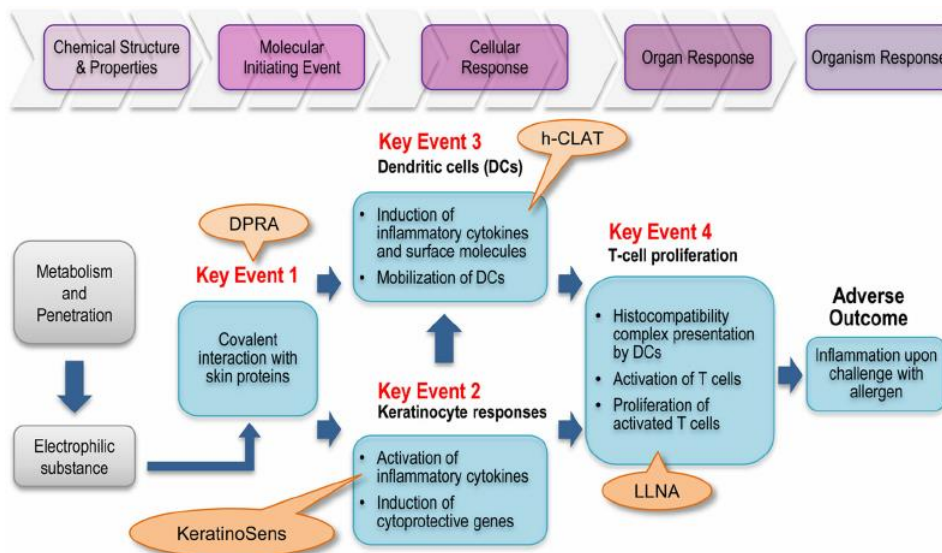 Chemical Structure
& Properties
Molecular
Initiating Event
Cellular
Response
Organ Response
Organism Response
Key Event 3
Dendritic cells (DCs)
h-CLAT
• Induction of
inflammatory cytokines
and surface molecules
• Mobilization of DCs
DPRA
Key Event 1
Covalent
interaction with
skin proteins
Metabolism
and
Penetration
Electrophilic
substance
Key Event 2
Keratinocyte responses
• Activation of
inflammatory cytokines
• Induction of
cytoprotective genes
KeratinoSens
Key Event 4
T-cell proliferation
• Histocompatibility
complex presentation
by DCs
• Activation of T cells
• Proliferation of
activated T cells
LLNA
Adverse
Outcome
Inflammation upon
challenge with
allergen